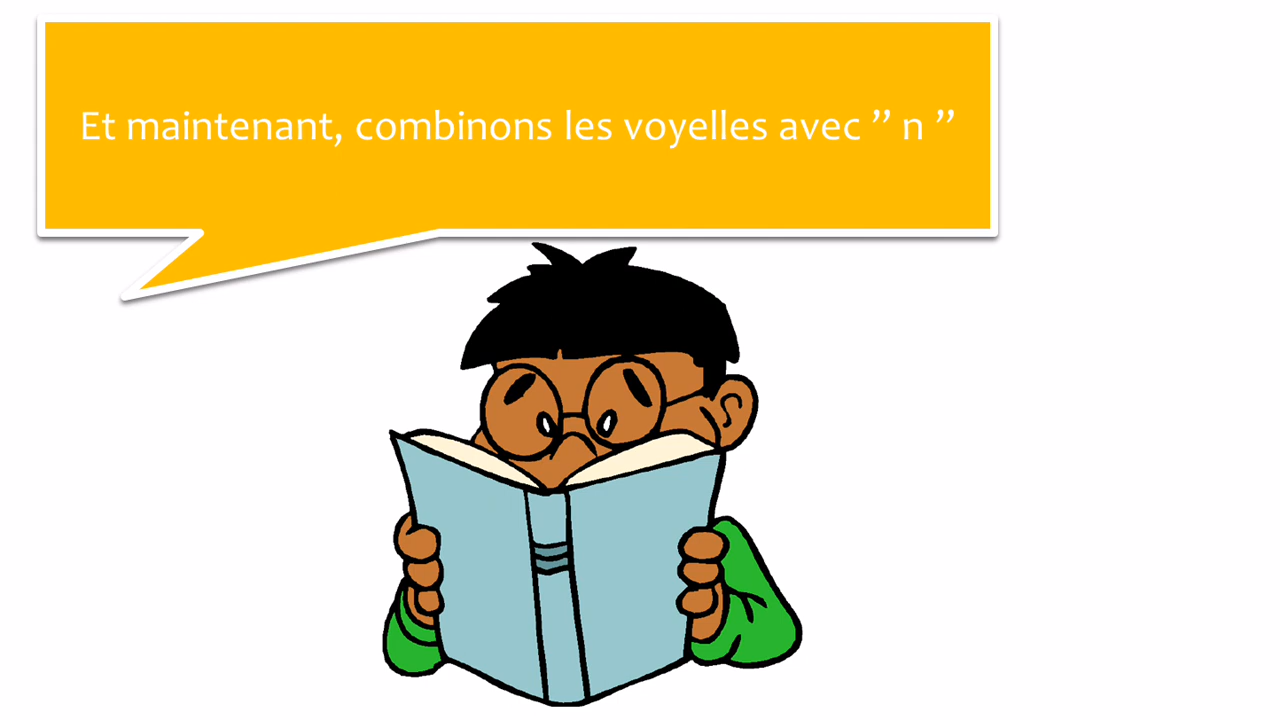 Et maintenant, combinons les voyelles avec ” n ”